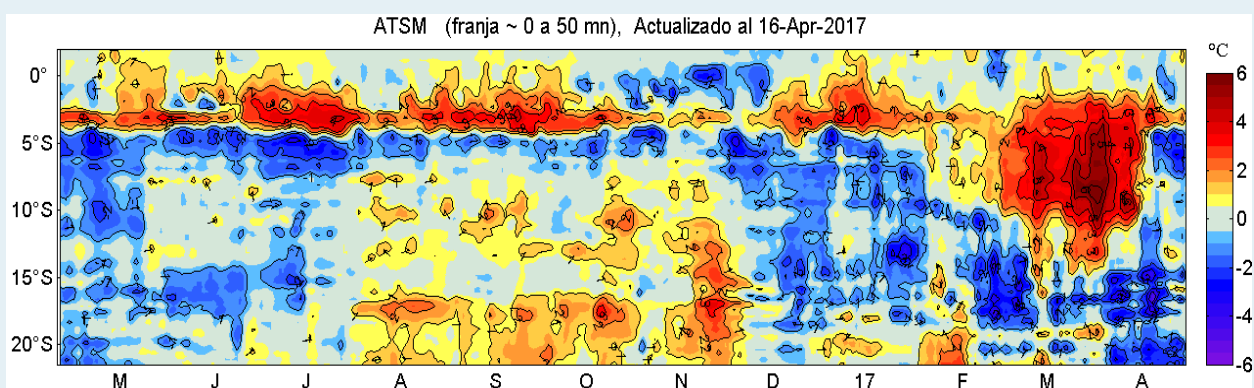 ATSM (franja ~ 0 a 50 mn), Actualizado al 16-Apr-2017
°C
0°
5°S
10°S
15°S
20°S
6
4
2
0
-2
-4
-6
M J J A S O N D 17 F M A